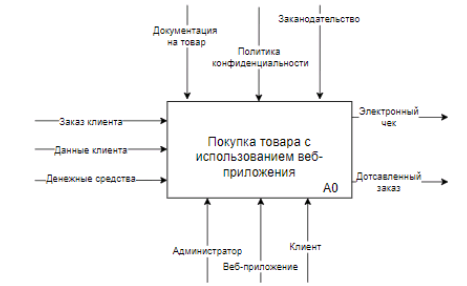 Законодательство
Документация
на товар
Политика
конфиденциальности
Электронный
чек
Заказ клиента
Покупка товара с
использованием веб-
приложения
Данные клиента
Денежные средства
Дотсавленный
заказ
A0
Администратор
Клиент
Веб-приложение